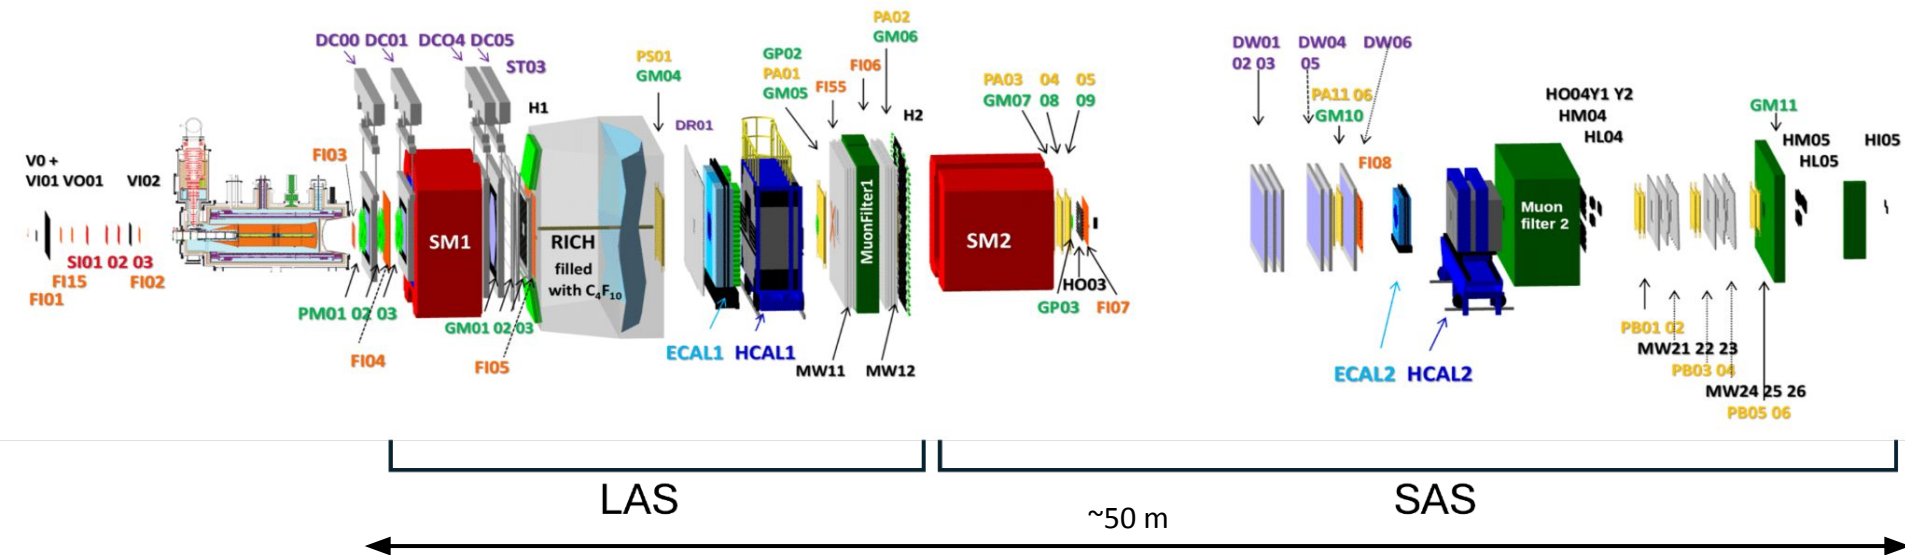 V0 +
VI01 VO01
VI02
FI01
FI15
SI01 02 03
FI02
FI03
DC00 DC01
DCO4 DC05
ST03
H1
PM01 02 03
FI04
SM1
GM01 02 03
FI05
RICH
filled
with C₄F₁₀
PS01
GM04
DR01
ECAL1
HCAL1
GP02
PA01
GM05
FI55
FI06
PA02
GM06
H2
MuonFilter1
MW11
MW12
SM2
PA03 04 05
GM07 08 09
HO03
GP03
FI07
DW01
02 03
DW04
05
DW06
PA11 06
GM10
FI08
ECAL2
HCAL2
Muon
filter 2
HO04Y1 Y2
HM04
HL04
PB01 02
MW21 22 23
PB03 04
MW24 25 26
PB05 06
GM11
HM05
HL05
HI05
LAS
SAS
~50 m